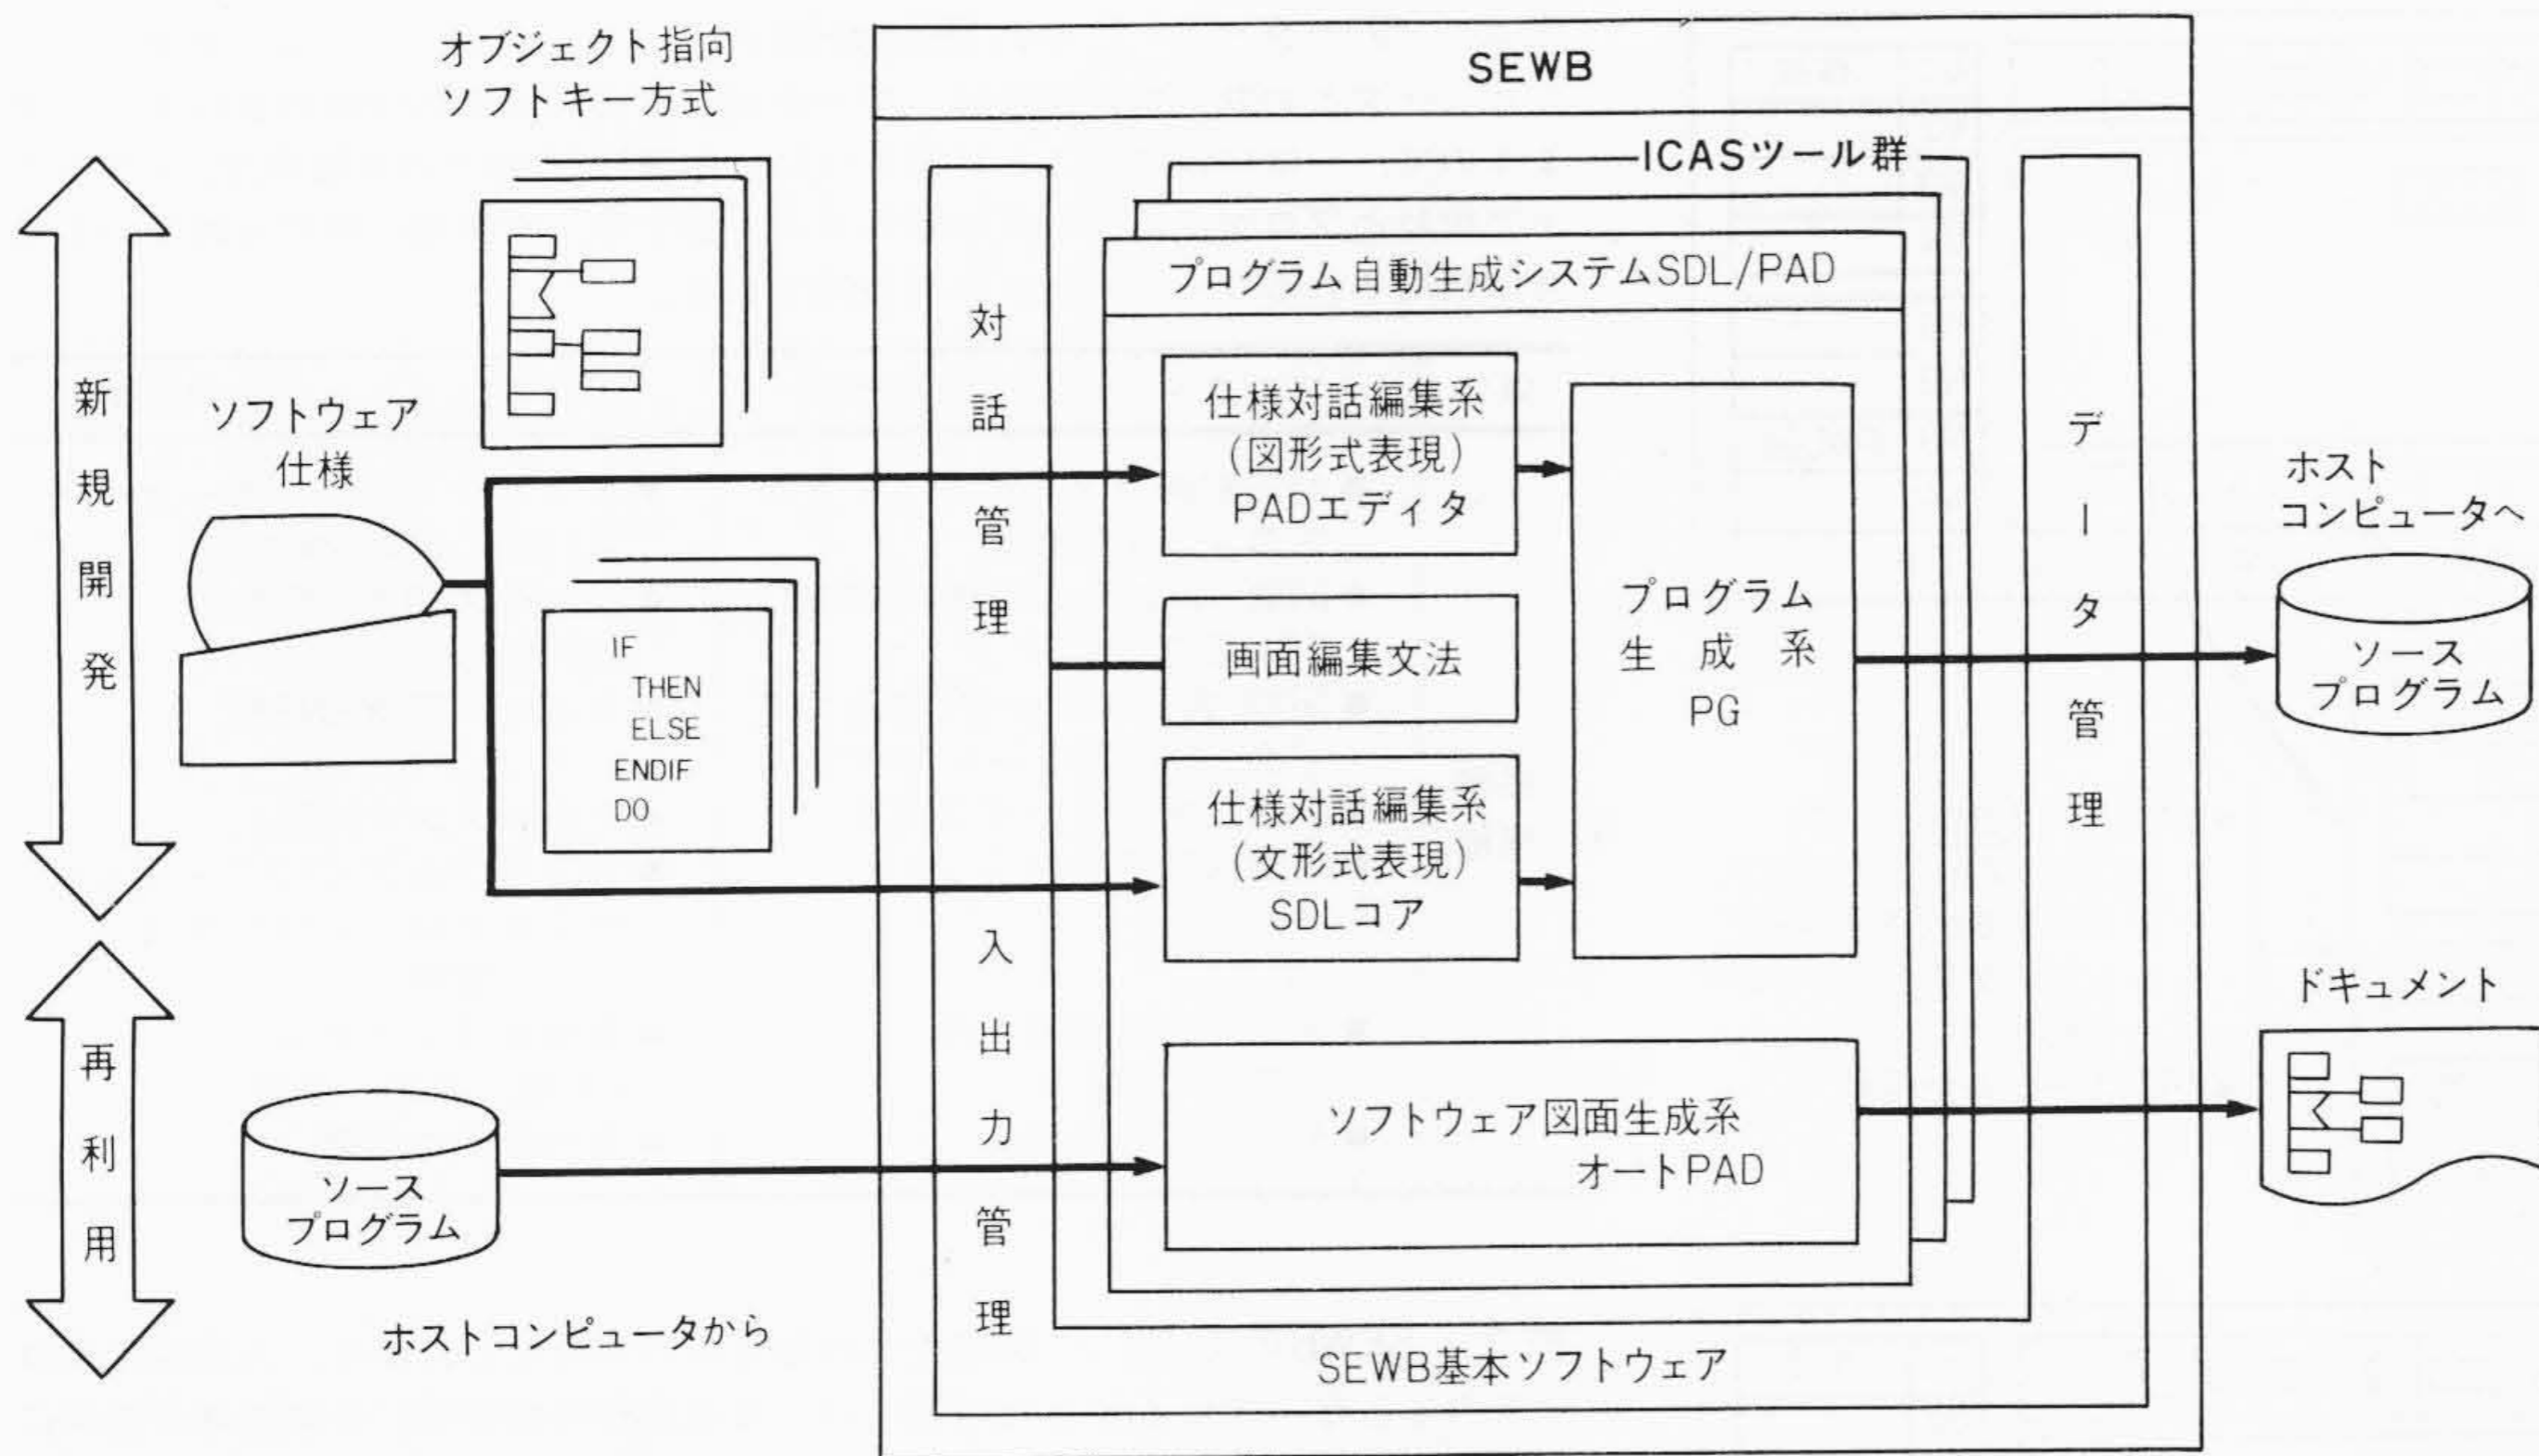 オブジェクト指向
ソフトキー方式
SEWB
ICASツール群
プログラム自動生成システムSDL/PAD
新規開発
ソフトウェア
仕様
対話管理
仕様対話編集系
(図形式表現)
PADエディタ
画面編集文法
仕様対話編集系
(文形式表現)
SDLコア
プログラム
生成系
PG
データ管理
ホスト
コンピュータへ
ソース
プログラム
IF
THEN
ELSE
ENDIF
DO
入出力管理
再利用
ソース
プログラム
ホストコンピュータから
ソフトウェア図面生成系
オートPAD
ドキュメント
SEWB基本ソフトウェア